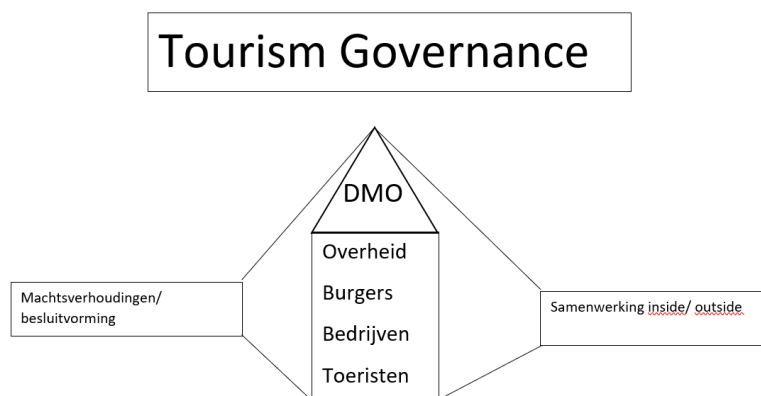 Tourism Governance
DMO
Overheid
Burgers
Bedrijven
Toeristen
Machtsverhoudingen/
besluitvorming
Samenwerking inside/ outside